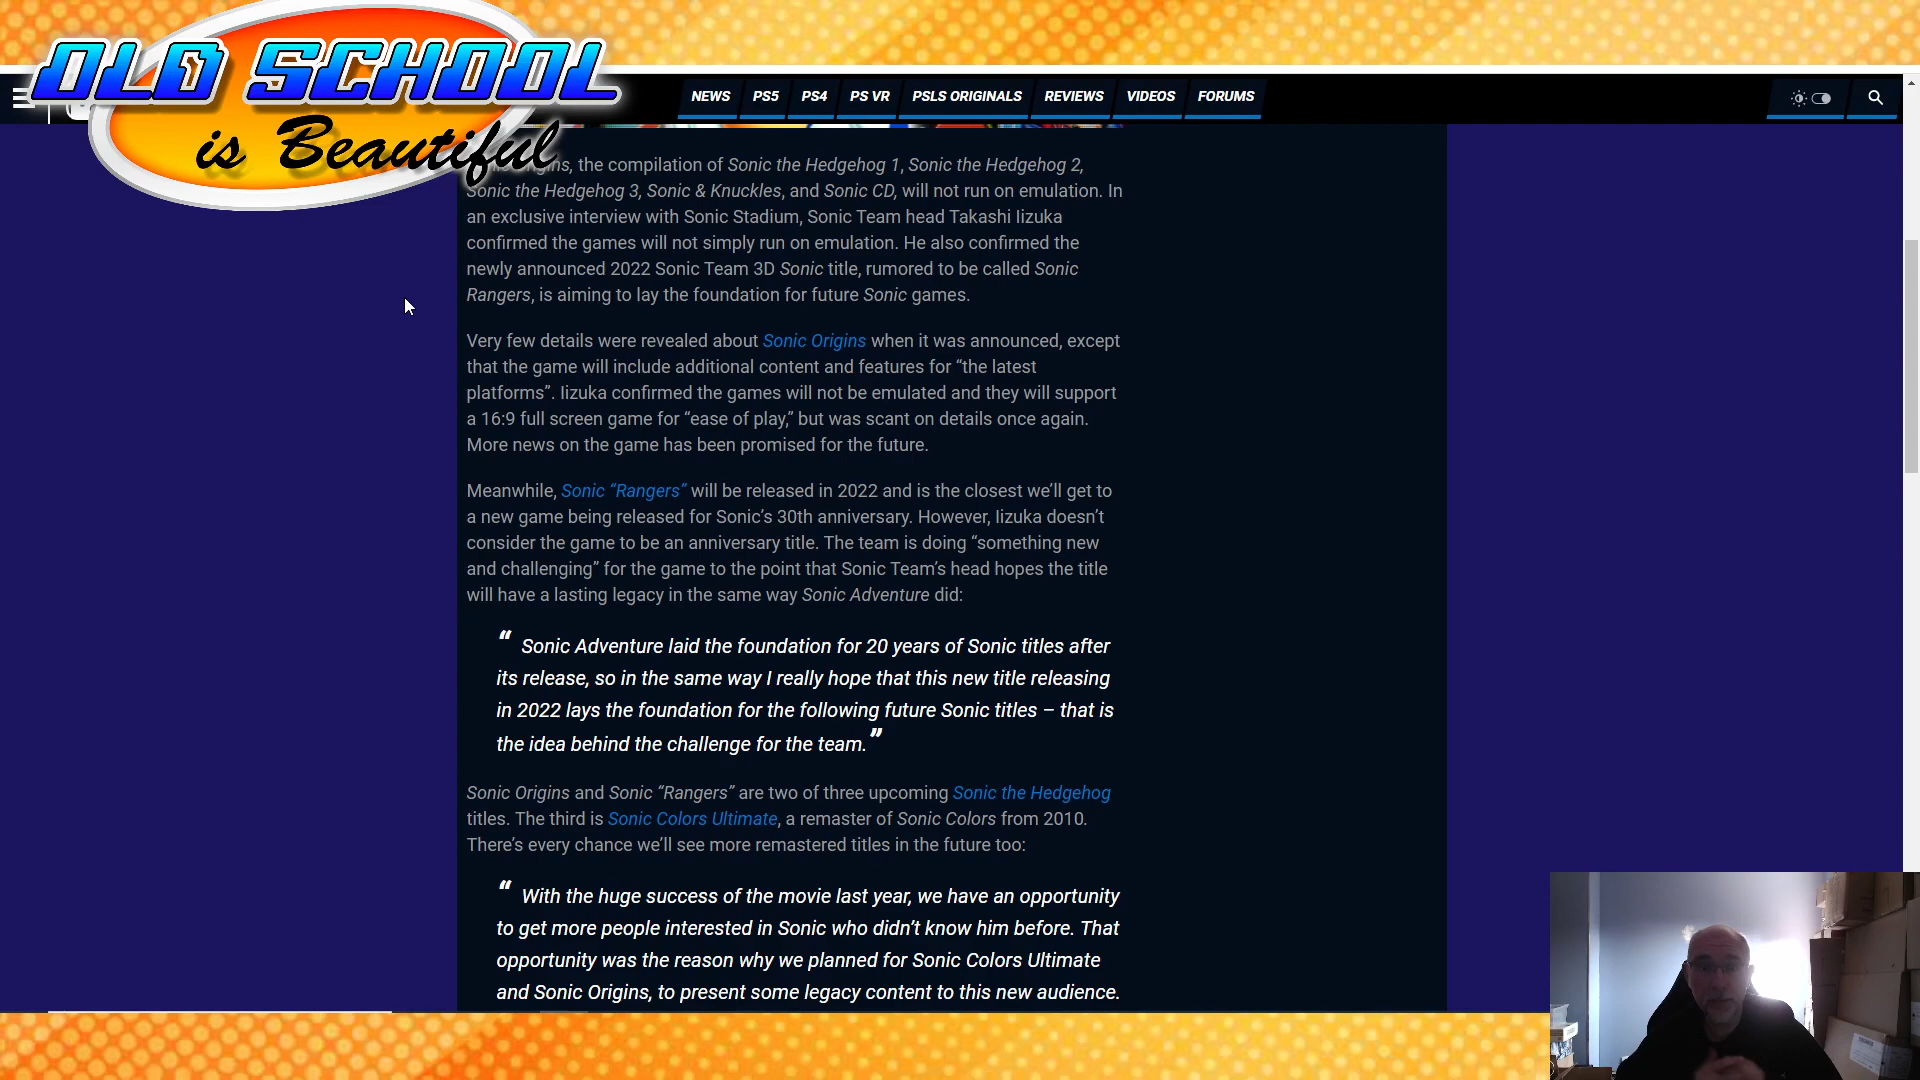 OLD SCHOOL
is Beautiful
NEWS PS5 PS4 PS VR PSLS ORIGINALS REVIEWS VIDEOS FORUMS
the compilation of Sonic the Hedgehog 1, Sonic the Hedgehog 2,
Sonic the Hedgehog 3, Sonic & Knuckles, and Sonic CD, will not run on emulation. In
an exclusive interview with Sonic Stadium, Sonic Team head Takashi Iizuka
confirmed the games will not simply run on emulation. He also confirmed the
newly announced 2022 Sonic Team 3D Sonic title, rumored to be called Sonic
Rangers, is aiming to lay the foundation for future Sonic games.
Very few details were revealed about Sonic Origins when it was announced, except
that the game will include additional content and features for “the latest
platforms”. Iizuka confirmed the games will not be emulated and they will support
a 16:9 full screen game for “ease of play,” but was scant on details once again.
More news on the game has been promised for the future.
Meanwhile, Sonic “Rangers” will be released in 2022 and is the closest we’ll get to
a new game being released for Sonic’s 30th anniversary. However, Iizuka doesn’t
consider the game to be an anniversary title. The team is doing “something new
and challenging” for the game to the point that Sonic Team’s head hopes the title
will have a lasting legacy in the same way Sonic Adventure did:
“ Sonic Adventure laid the foundation for 20 years of Sonic titles after
its release, so in the same way I really hope that this new title releasing
in 2022 lays the foundation for the following future Sonic titles – that is
the idea behind the challenge for the team.”
Sonic Origins and Sonic “Rangers” are two of three upcoming Sonic the Hedgehog
titles. The third is Sonic Colors Ultimate, a remaster of Sonic Colors from 2010.
There’s every chance we’ll see more remastered titles in the future too:
“ With the huge success of the movie last year, we have an opportunity
to get more people interested in Sonic who didn’t know him before. That
opportunity was the reason why we planned for Sonic Colors Ultimate
and Sonic Origins, to present some legacy content to this new audience.